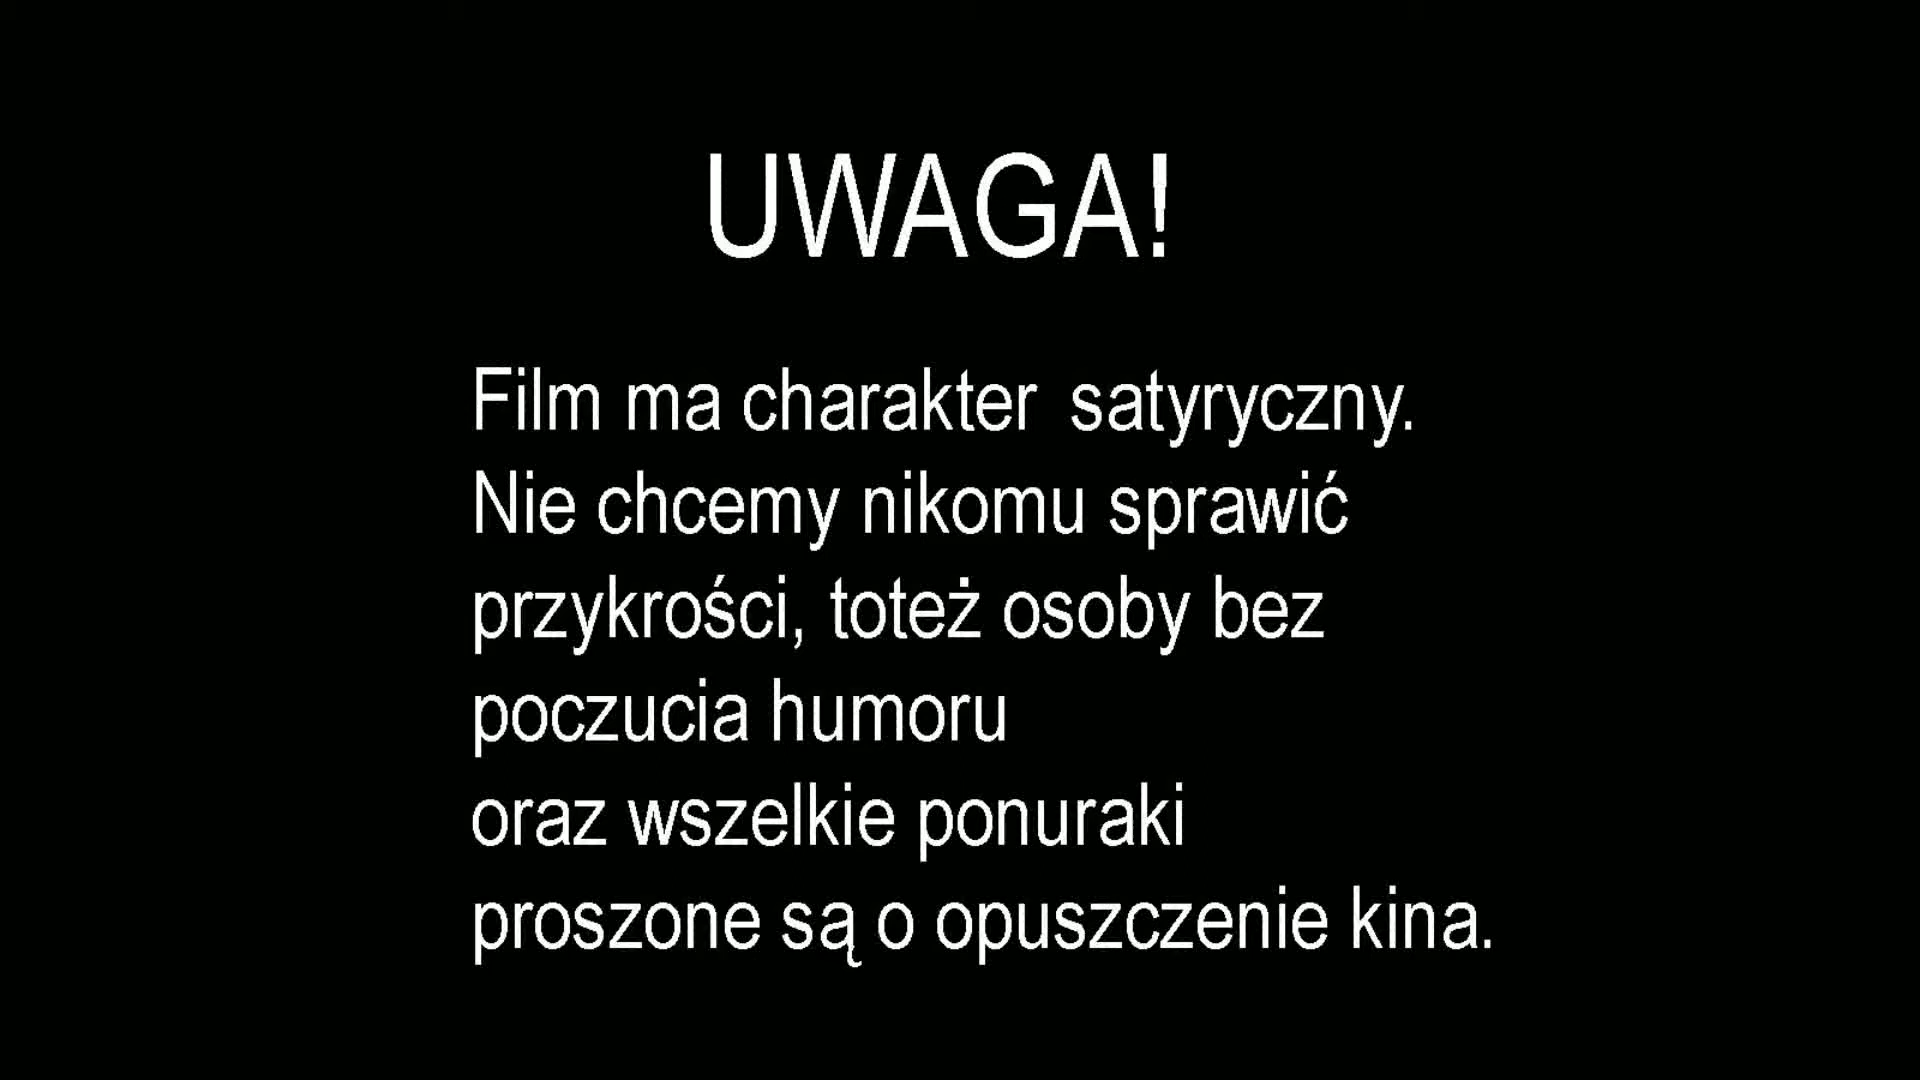 UWAGA!
Film ma charakter satyryczny.
Nie chcemy nikomu sprawić
przykrości, toteż osoby bez
poczucia humoru
oraz wszelkie ponuraki
proszone są o opuszczenie kina.